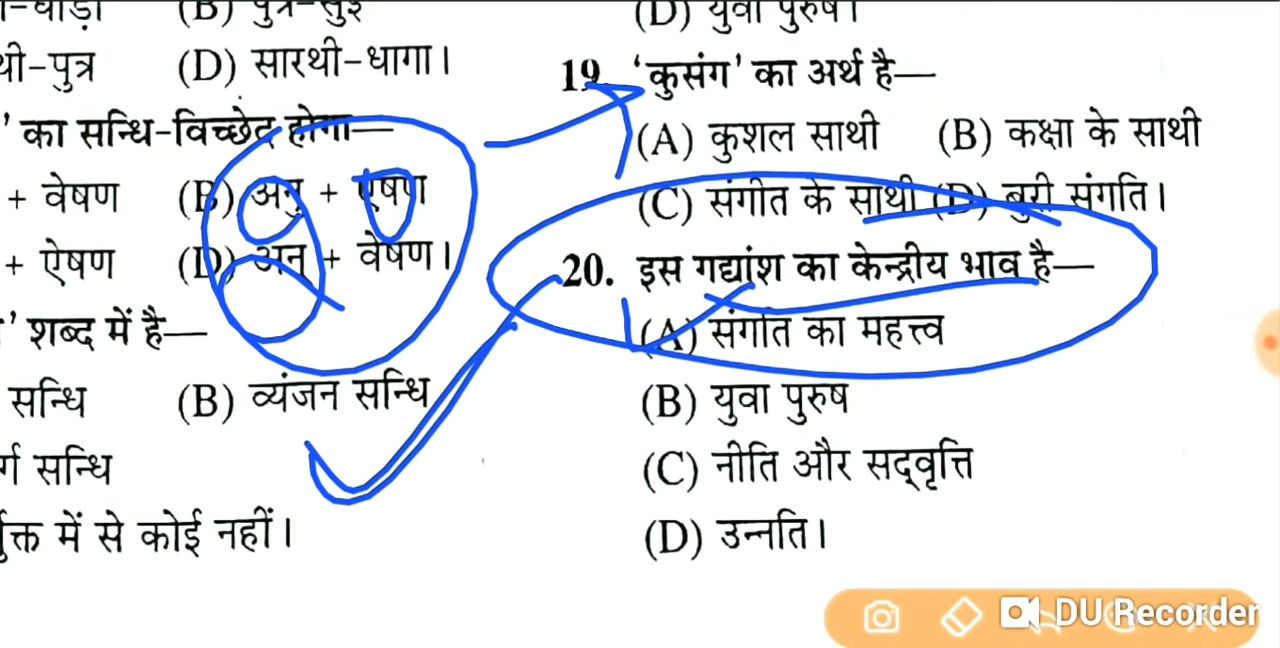 (B) पुत्र-सुई
थी-पुत्र (D) सारथी-धागा।
' का सन्धि-विच्छेद होगा—
+ वेषण (B) अनु + एषण
+ ऐषण (D) अन् + वेषण।
' शब्द में है—
सन्धि (B) व्यंजन सन्धि
र्ग सन्धि
में से कोई नहीं।
(D) युवा पुरुष।
19. 'कुसंग' का अर्थ है—
(A) कुशल साथी (B) कक्षा के साथी
(C) संगीत के साथी (D) बुरी संगति।
20. इस गद्यांश का केन्द्रीय भाव है—
(A) संगति का महत्त्व
(B) युवा पुरुष
(C) नीति और सद्‌वृत्ति
(D) उन्नति।
DU Recorder